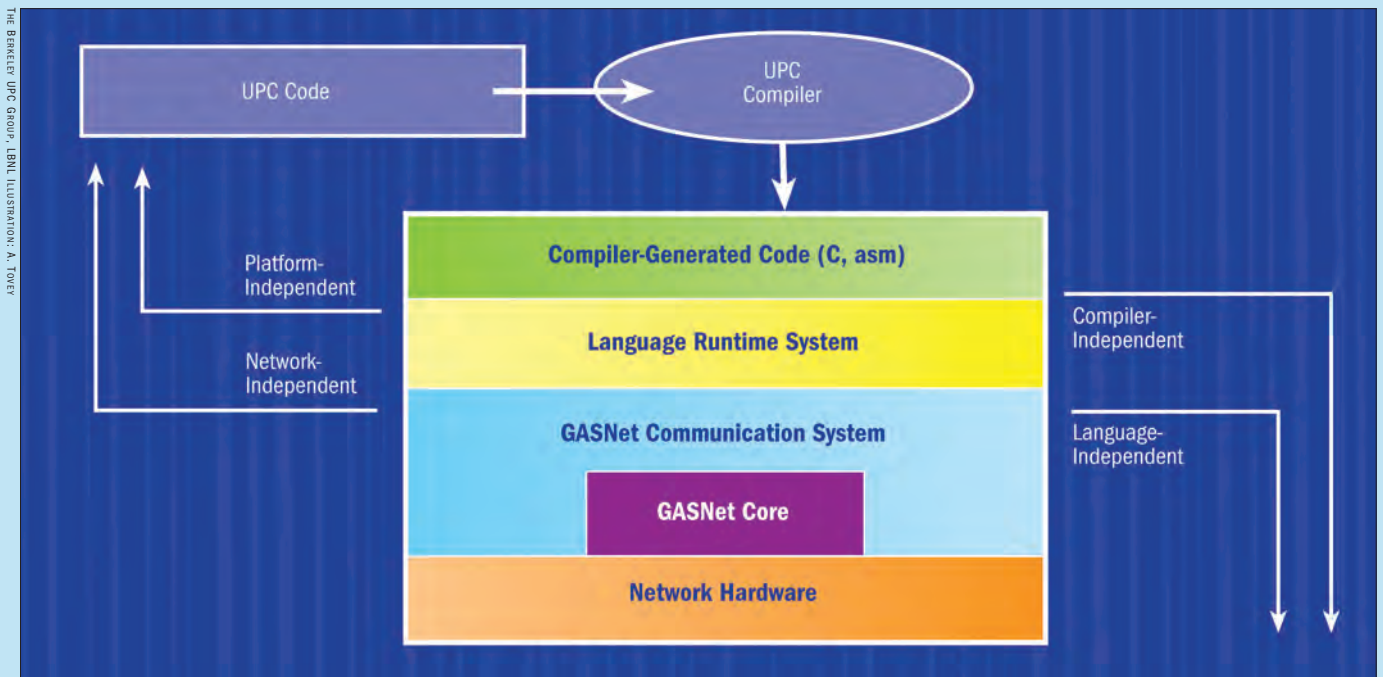 THE BERKELEY UPC GROUP, LBNL ILLUSTRATION: A. TOVEY
UPC Code
UPC
Compiler
Compiler-Generated Code (C, asm)
Platform-
Independent
Compiler-
Independent
Language Runtime System
Network-
Independent
GASNet Communication System
Language-
Independent
GASNet Core
Network Hardware